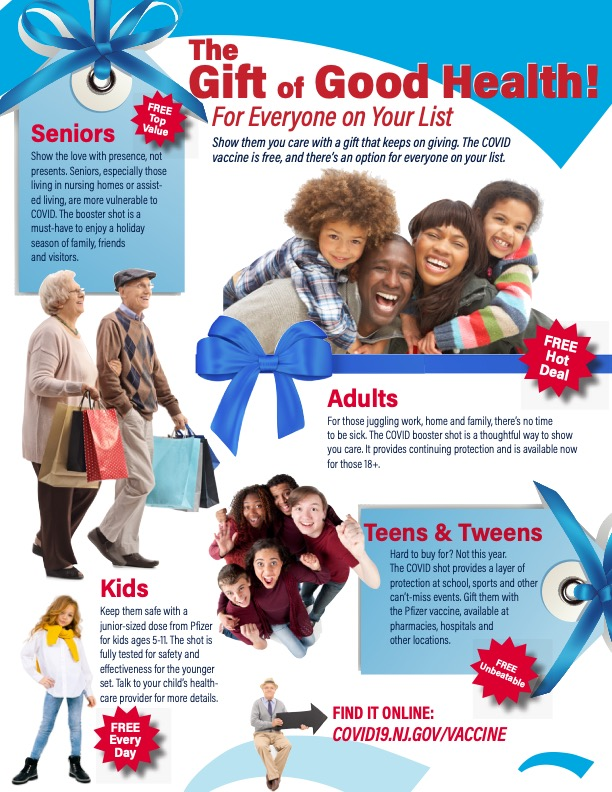 The
Gift of Good Health!
For Everyone on Your List
Show them you care with a gift that keeps on giving. The COVID
vaccine is free, and there's an option for everyone on your list.
FREE
Top
Value
Seniors
Show the love with presence, not
presents. Seniors, especially those
living in nursing homes or assist-
ed living, are more vulnerable to
COVID. The booster shot is a
must-have to enjoy a holiday
season of family, friends
and visitors.
FREE
Hot
Deal
Adults
For those juggling work, home and family, there's no time
to be sick. The COVID booster shot is a thoughtful way to show
you care. It provides continuing protection and is available now
for those 18+.
Teens & Tweens
Hard to buy for? Not this year.
The COVID shot provides a layer of
protection at school, sports and other
can't-miss events. Gift them with
the Pfizer vaccine, available at
pharmacies, hospitals and
other locations.
FREE
Unbeatable
Kids
Keep them safe with a
junior-sized dose from Pfizer
for kids ages 5-11. The shot is
fully tested for safety and
effectiveness for the younger
set. Talk to your child's health-
care provider for more details.
FREE
Every
Day
FIND IT ONLINE:
COVID19.NJ.GOV/VACCINE